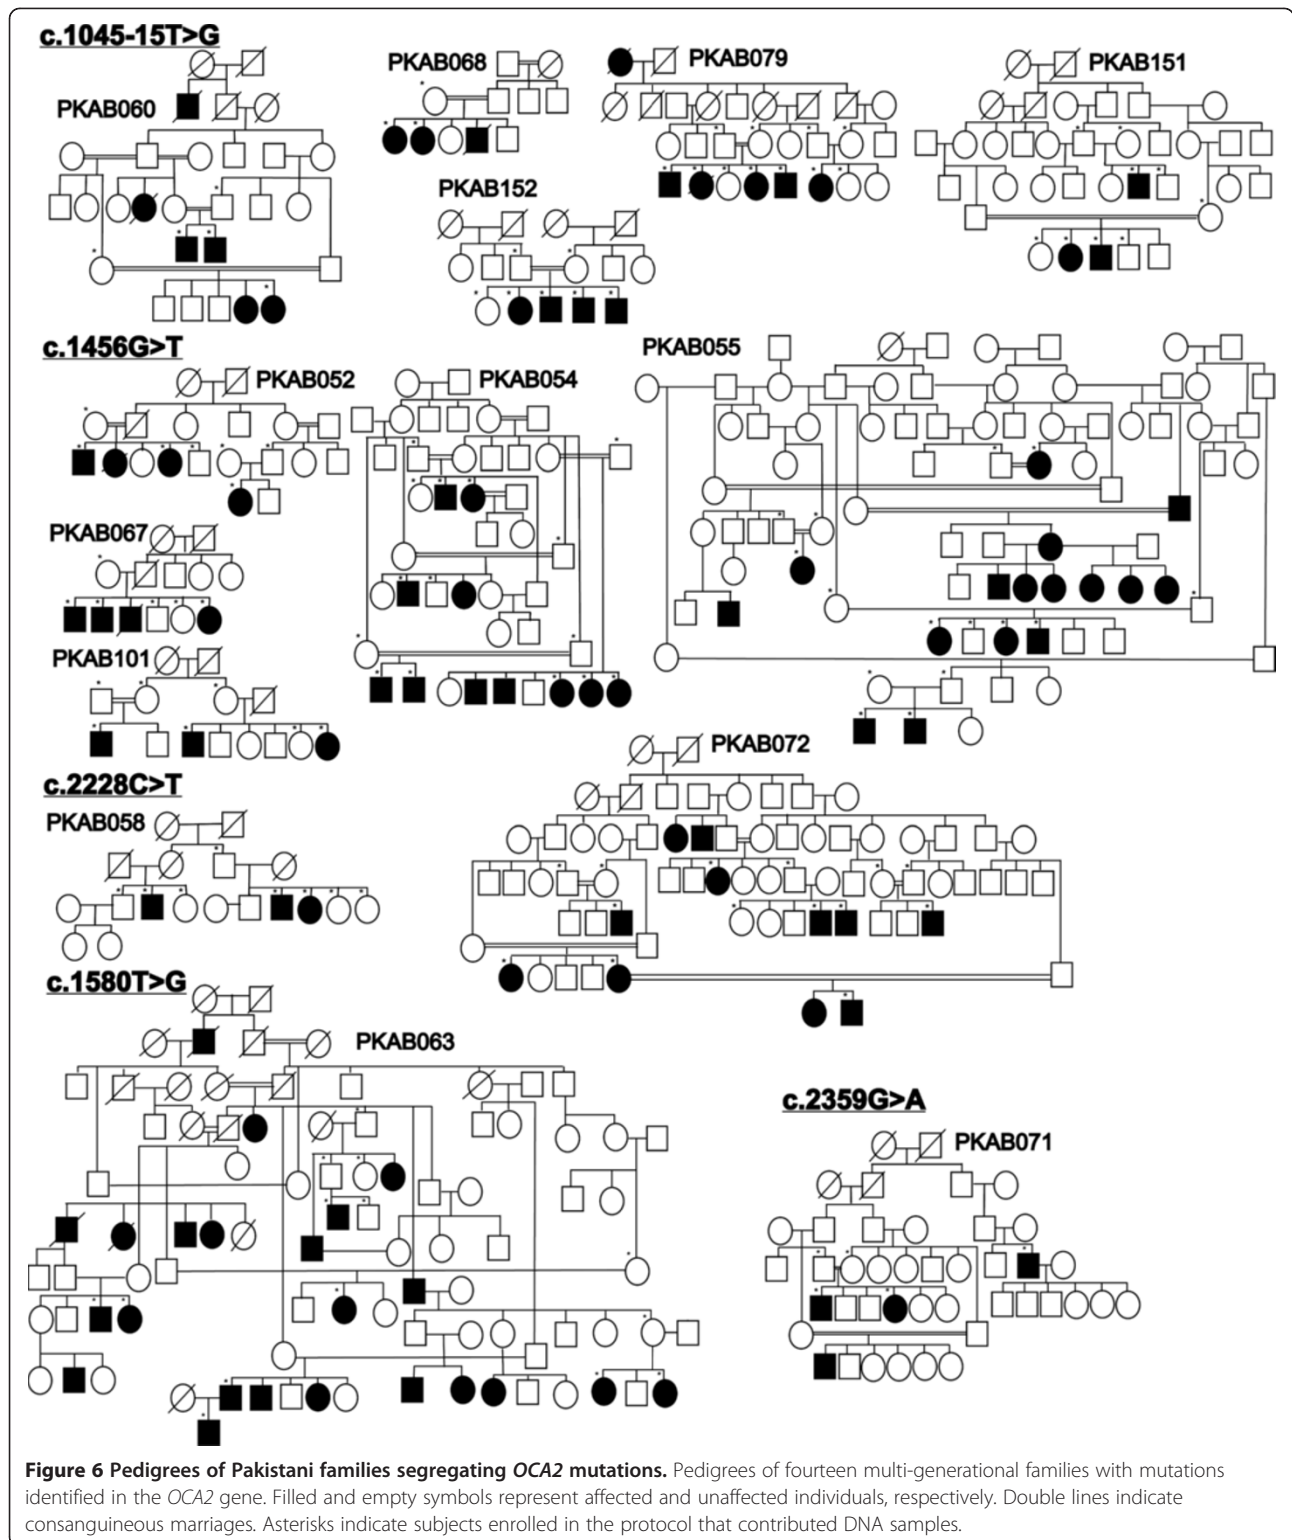 c.1045-15T>G
PKAB060
PKAB068
PKAB079
PKAB151
PKAB152
c.1456G>T
PKAB052
PKAB054
PKAB055
PKAB067
PKAB101
PKAB072
c.2228C>T
PKAB058
c.1580T>G
PKAB063
c.2359G>A
PKAB071
Figure 6 Pedigrees of Pakistani families segregating OCA2 mutations. Pedigrees of fourteen multi-generational families with mutations
identified in the OCA2 gene. Filled and empty symbols represent affected and unaffected individuals, respectively. Double lines indicate
consanguineous marriages. Asterisks indicate subjects enrolled in the protocol that contributed DNA samples.